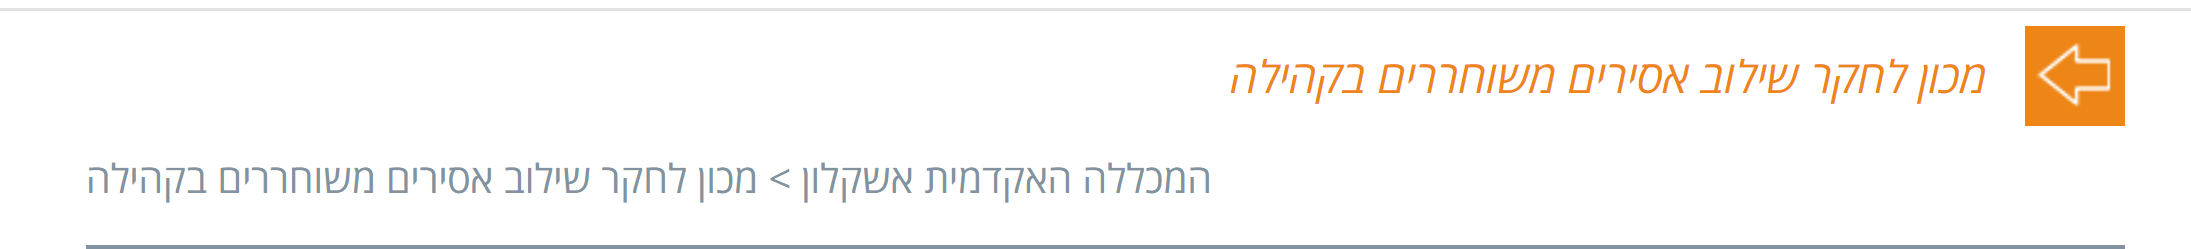 מכון לחקר שילוב אסירים משוחררים בקהילה
המכללה האקדמית אשקלון > מכון לחקר שילוב אסירים משוחררים בקהילה